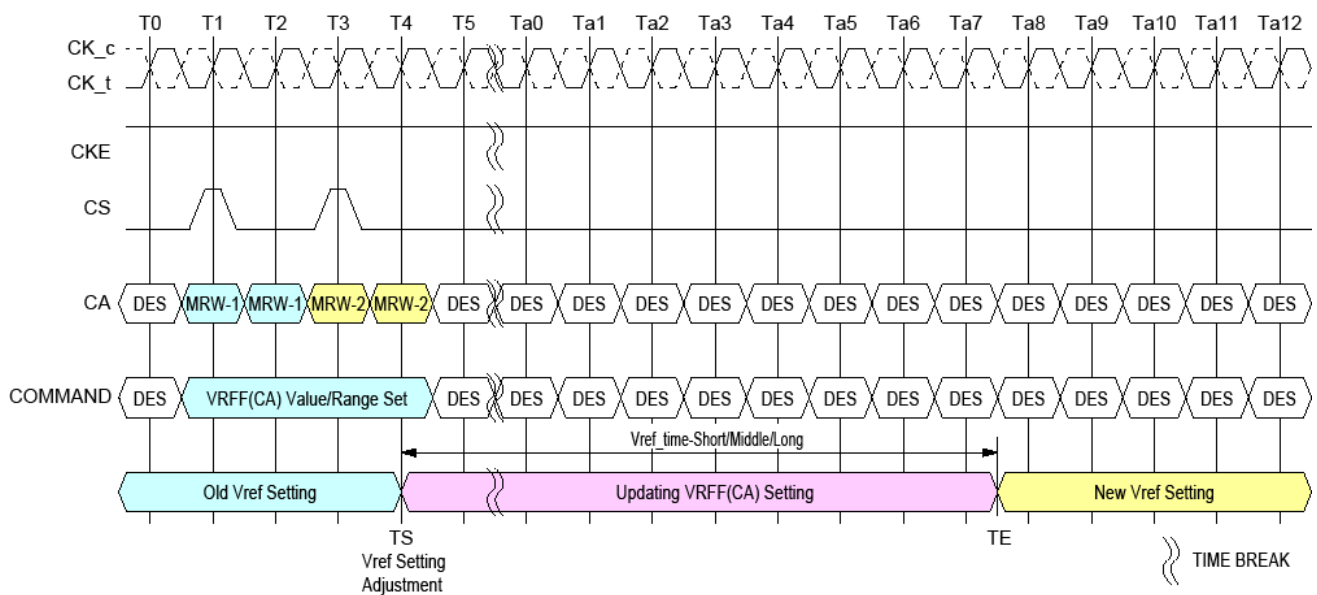 T0 T1 T2 T3 T4 T5 Ta0 Ta1 Ta2 Ta3 Ta4 Ta5 Ta6 Ta7 Ta8 Ta9 Ta10 Ta11 Ta12
CK_c
CK_t
CKE
CS
CA DES MRW-1 MRW-1 MRW-2 MRW-2 DES DES DES DES DES DES DES DES DES DES DES DES DES DES
COMMAND DES VRFF(CA) Value/Range Set DES DES DES DES DES DES DES DES DES DES DES DES DES DES
Vref_time-Short/Middle/Long
Old Vref Setting Updating VRFF(CA) Setting New Vref Setting
TS TE
Vref Setting
Adjustment
TIME BREAK